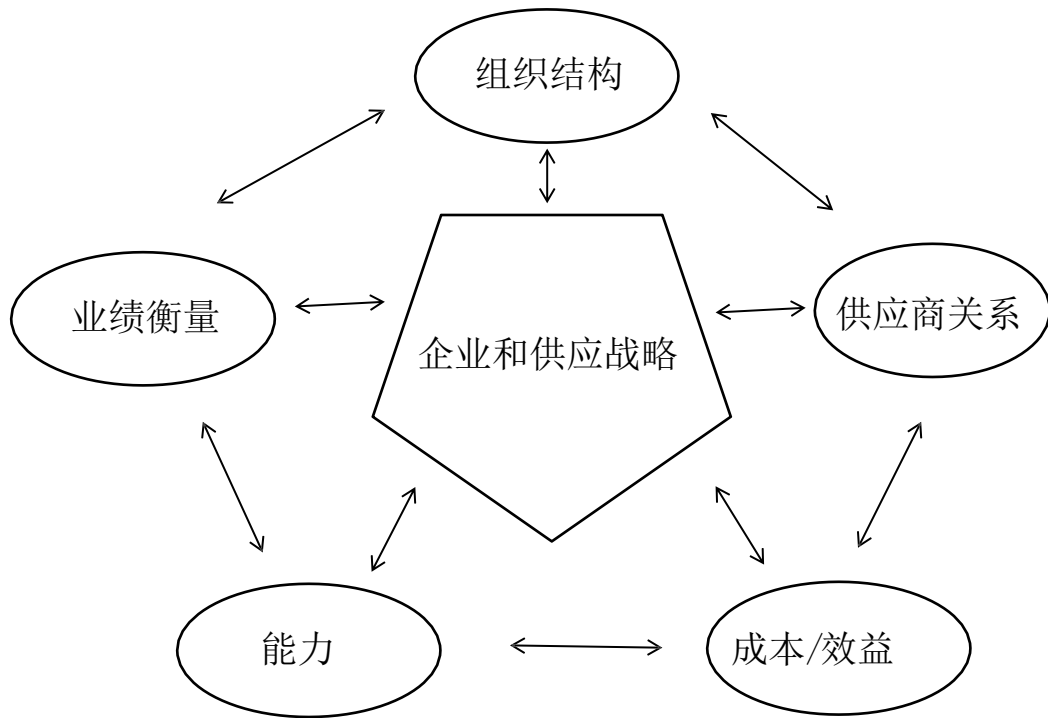 组织结构
业绩衡量
供应商关系
企业和供应战略
能力
成本/效益